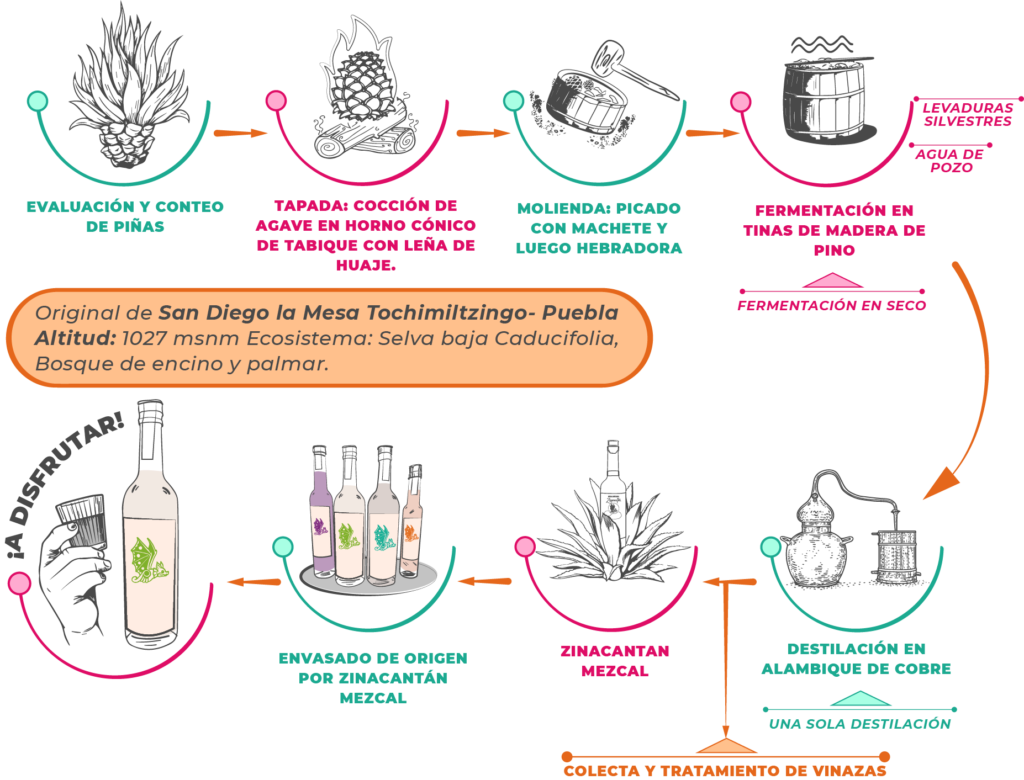 EVALUACIÓN Y CONTEO
DE PIÑAS
TAPADA: COCCIÓN DE
AGAVE EN HORNO CÓNICO
DE TABIQUE CON LEÑA DE
HUAJE.
MOLIENDA: PICADO
CON MACHETE Y
LUEGO HEBRADORA
LEVADURAS
SILVESTRES
AGUA DE
POZO
FERMENTACIÓN EN
TINAS DE MADERA DE
PINO
FERMENTACIÓN EN SECO
Original de San Diego la Mesa Tochimiltzingo- Puebla
Altitud: 1027 msnm Ecosistema: Selva baja Caducifolia,
Bosque de encino y palmar.
DESTILACIÓN EN
ALAMBIQUE DE COBRE
UNA SOLA DESTILACIÓN
COLECTA Y TRATAMIENTO DE VINAZAS
ZINACANTAN
MEZCAL
ENVASADO DE ORIGEN
POR ZINACANTÁN
MEZCAL
¡A DISFRUTAR!